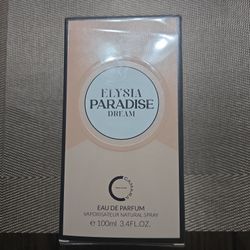 ELYSIA
PARADISE
DREAM
EAU DE PARFUM
VAPORISATEUR NATURAL SPRAY
℮ 100ml 3.4FL.OZ.